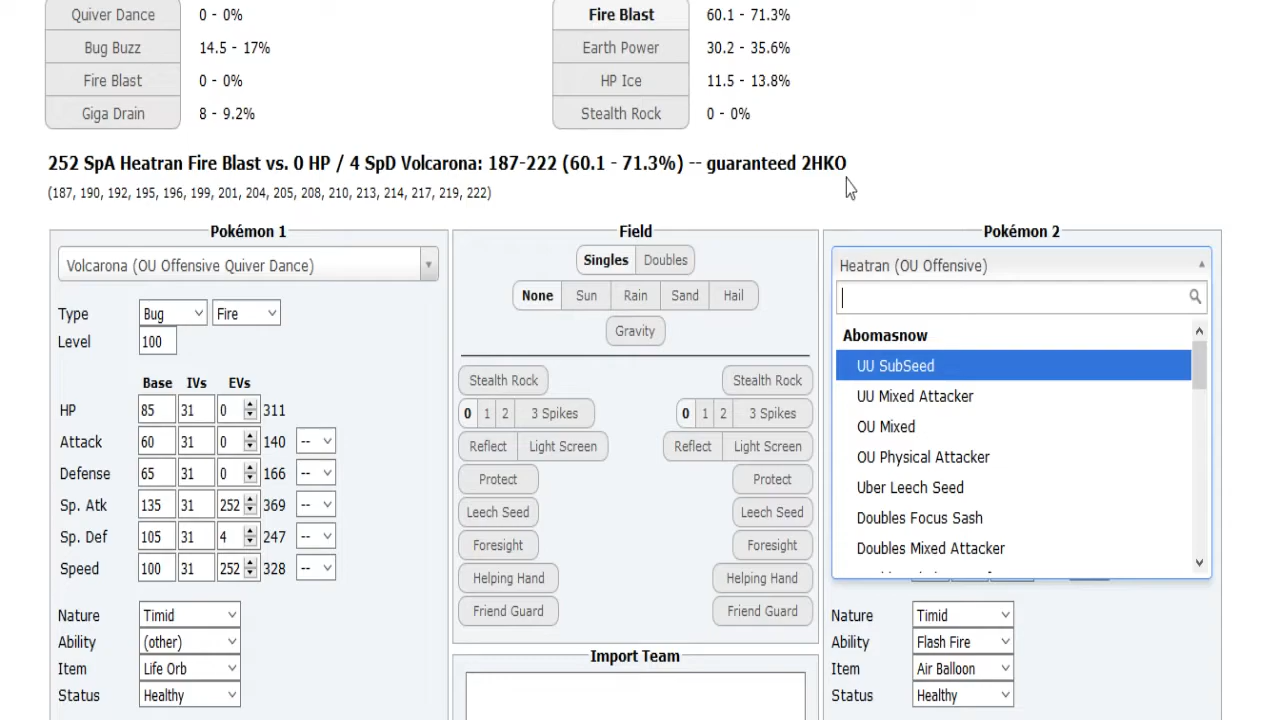 Quiver Dance 0 - 0% Fire Blast 60.1 - 71.3%
Bug Buzz 14.5 - 17% Earth Power 30.2 - 35.6%
Fire Blast 0 - 0% HP Ice 11.5 - 13.8%
Giga Drain 8 - 9.2% Stealth Rock 0 - 0%
252 SpA Heatran Fire Blast vs. 0 HP / 4 SpD Volcarona: 187-222 (60.1 - 71.3%) -- guaranteed 2HKO
(187, 190, 192, 195, 196, 199, 201, 204, 205, 208, 210, 213, 214, 217, 219, 222)
Pokémon 1
Volcarona (OU Offensive Quiver Dance)
Type Bug Fire
Level 100
Base IVs EVs
HP 85 31 0 311
Attack 60 31 0 140 --
Defense 65 31 0 166 --
Sp. Atk 135 31 252 369 --
Sp. Def 105 31 4 247 --
Speed 100 31 252 328 --
Nature Timid
Ability (other)
Item Life Orb
Status Healthy
Field
Singles Doubles
None Sun Rain Sand Hail
Gravity
Stealth Rock Stealth Rock
0 1 2 3 Spikes 0 1 2 3 Spikes
Reflect Light Screen Reflect Light Screen
Protect Protect
Leech Seed Leech Seed
Foresight Foresight
Helping Hand Helping Hand
Friend Guard Friend Guard
Import Team
Pokémon 2
Heatran (OU Offensive)
Abomasnow
UU SubSeed
UU Mixed Attacker
OU Mixed
OU Physical Attacker
Uber Leech Seed
Doubles Focus Sash
Doubles Mixed Attacker
Nature Timid
Ability Flash Fire
Item Air Balloon
Status Healthy